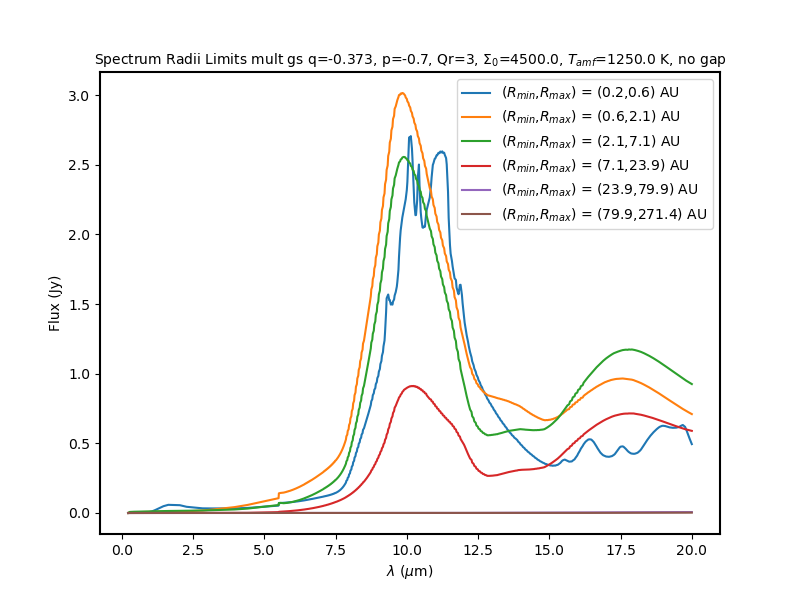 Spectrum Radii Limits mult gs q=-0.373, p=-0.7, Qr=3, Σ₀=4500.0, T_amf=1250.0 K, no gap
(R_min,R_max) = (0.2,0.6) AU
(R_min,R_max) = (0.6,2.1) AU
(R_min,R_max) = (2.1,7.1) AU
(R_min,R_max) = (7.1,23.9) AU
(R_min,R_max) = (23.9,79.9) AU
(R_min,R_max) = (79.9,271.4) AU
Flux (Jy)
3.0
2.5
2.0
1.5
1.0
0.5
0.0
0.0 2.5 5.0 7.5 10.0 12.5 15.0 17.5 20.0
λ (μm)